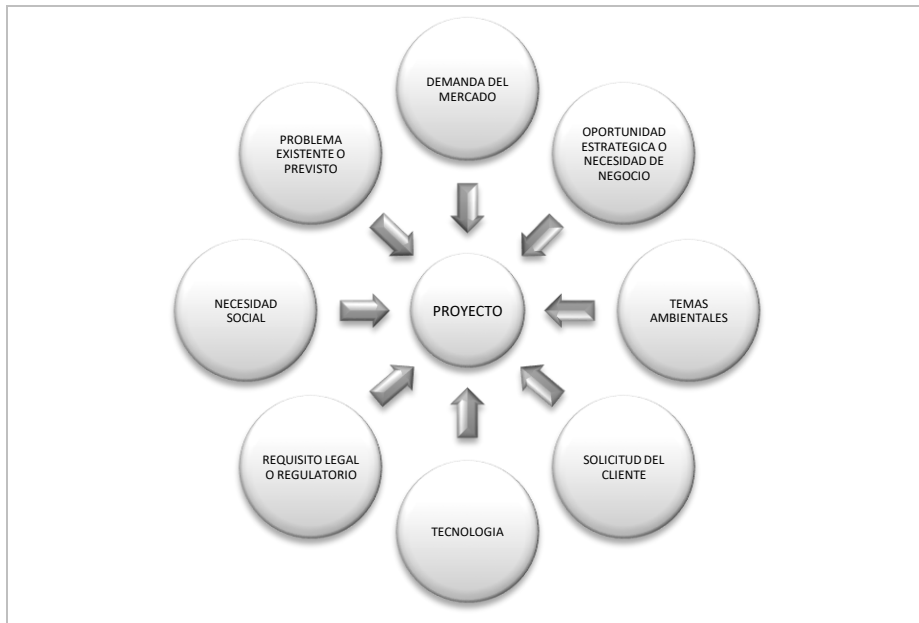 DEMANDA DEL
MERCADO
OPORTUNIDAD
ESTRATEGICA O
NECESIDAD DE
NEGOCIO
TEMAS
AMBIENTALES
SOLICITUD DEL
CLIENTE
TECNOLOGIA
REQUISITO LEGAL
O REGULATORIO
NECESIDAD
SOCIAL
PROBLEMA
EXISTENTE O
PREVISTO
PROYECTO